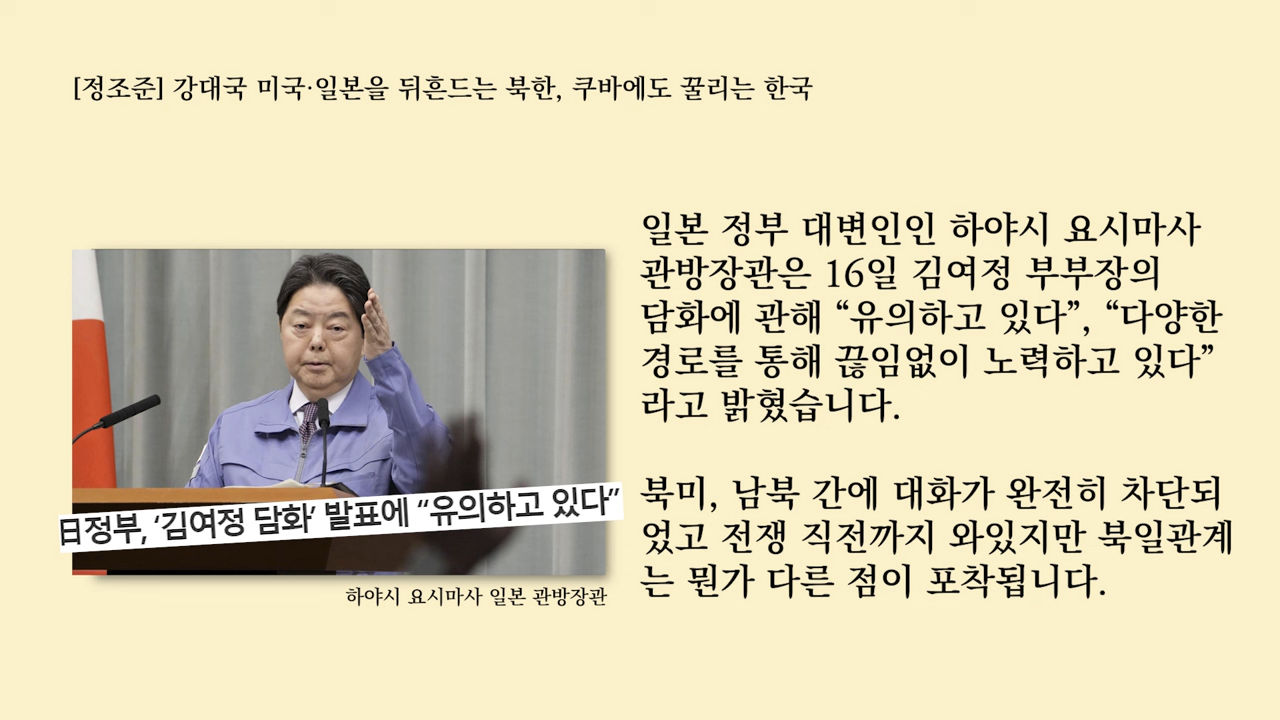 [정조준] 강대국 미국·일본을 뒤흔드는 북한, 쿠바에도 꿀리는 한국
일본 정부 대변인인 하야시 요시마사
관방장관은 16일 김여정 부부장의
담화에 관해 “유의하고 있다”, “다양한
경로를 통해 끊임없이 노력하고 있다”
라고 밝혔습니다.
북미, 남북 간에 대화가 완전히 차단되
었고 전쟁 직전까지 와있지만 북일관계
는 뭔가 다른 점이 포착됩니다.
日정부, ‘김여정 담화’ 발표에 “유의하고 있다”
하야시 요시마사 일본 관방장관